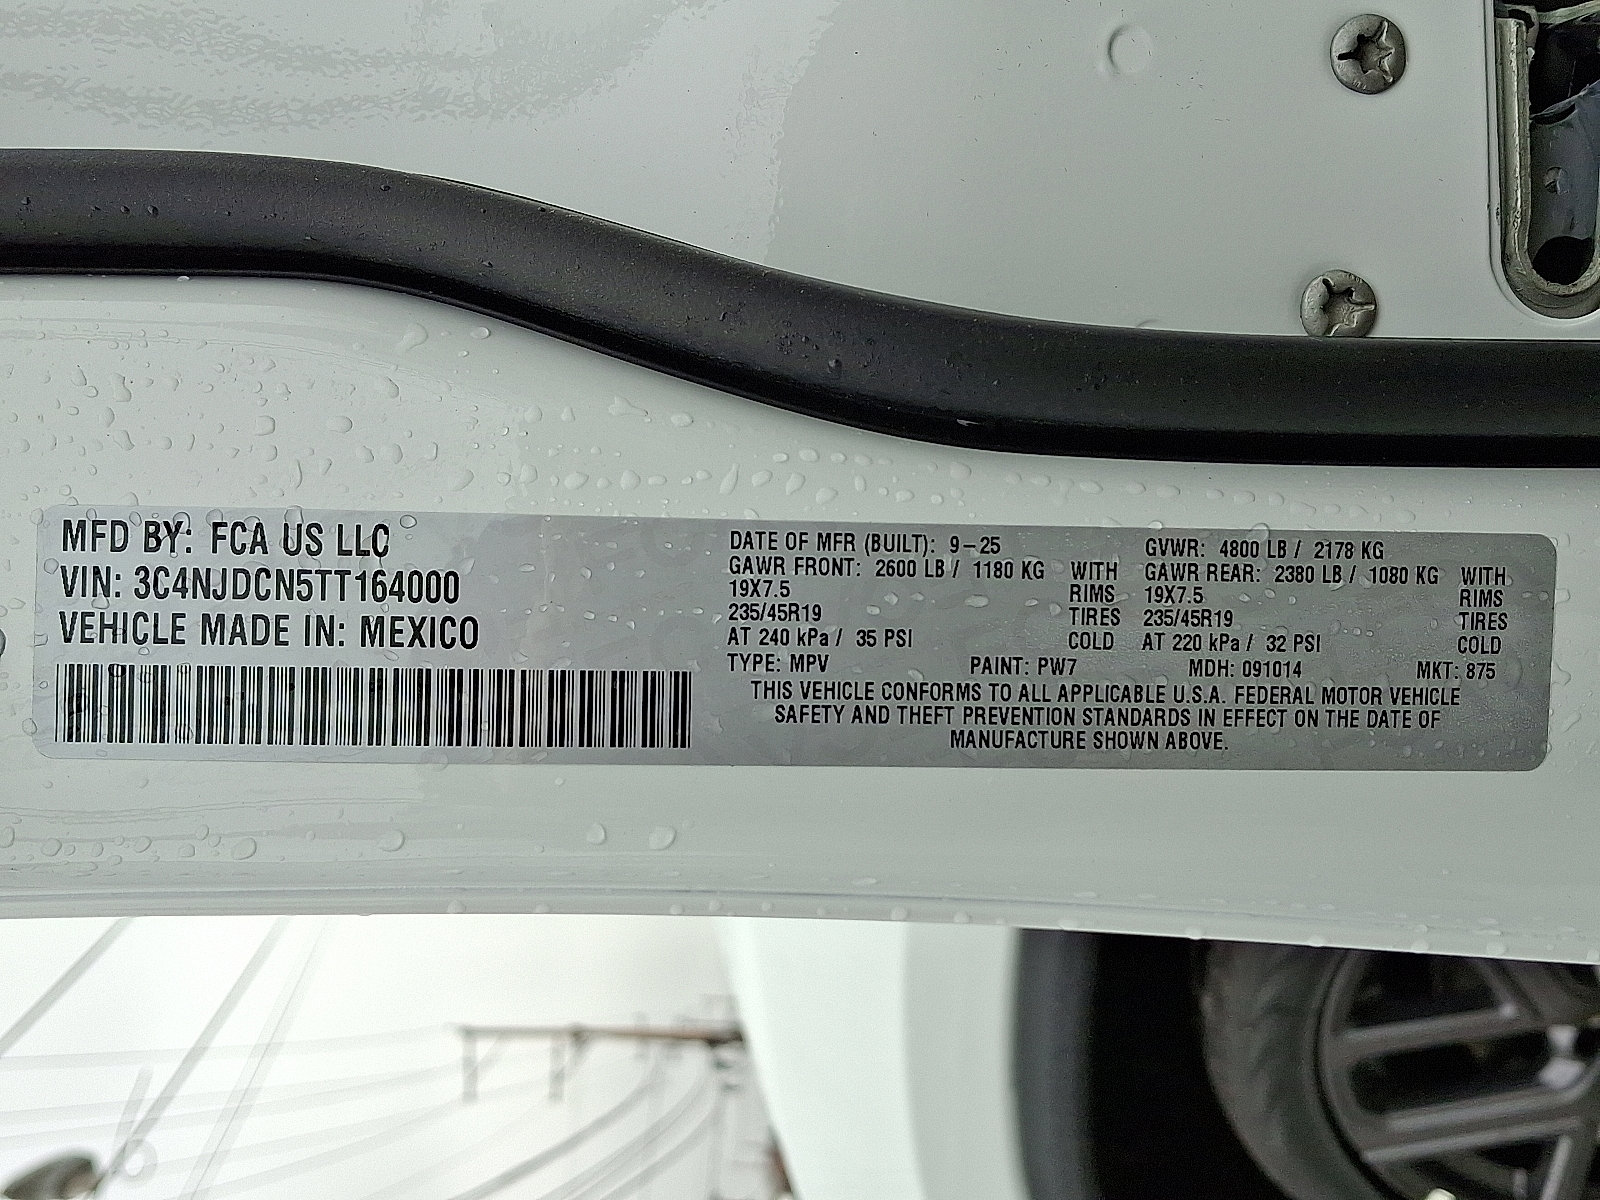 MFD BY: FCA US LLC
VIN: 3C4NJDCN5TT164000
VEHICLE MADE IN: MEXICO
DATE OF MFR (BUILT): 9-25 GVWR: 4800 LB / 2178 KG
GAWR FRONT: 2600 LB / 1180 KG WITH GAWR REAR: 2380 LB / 1080 KG WITH
19X7.5 RIMS 19X7.5 RIMS
235/45R19 TIRES 235/45R19 TIRES
AT 240 kPa / 35 PSI COLD AT 220 kPa / 32 PSI COLD
TYPE: MPV PAINT: PW7 MDH: 091014 MKT: 875
THIS VEHICLE CONFORMS TO ALL APPLICABLE U.S.A. FEDERAL MOTOR VEHICLE
SAFETY AND THEFT PREVENTION STANDARDS IN EFFECT ON THE DATE OF
MANUFACTURE SHOWN ABOVE.